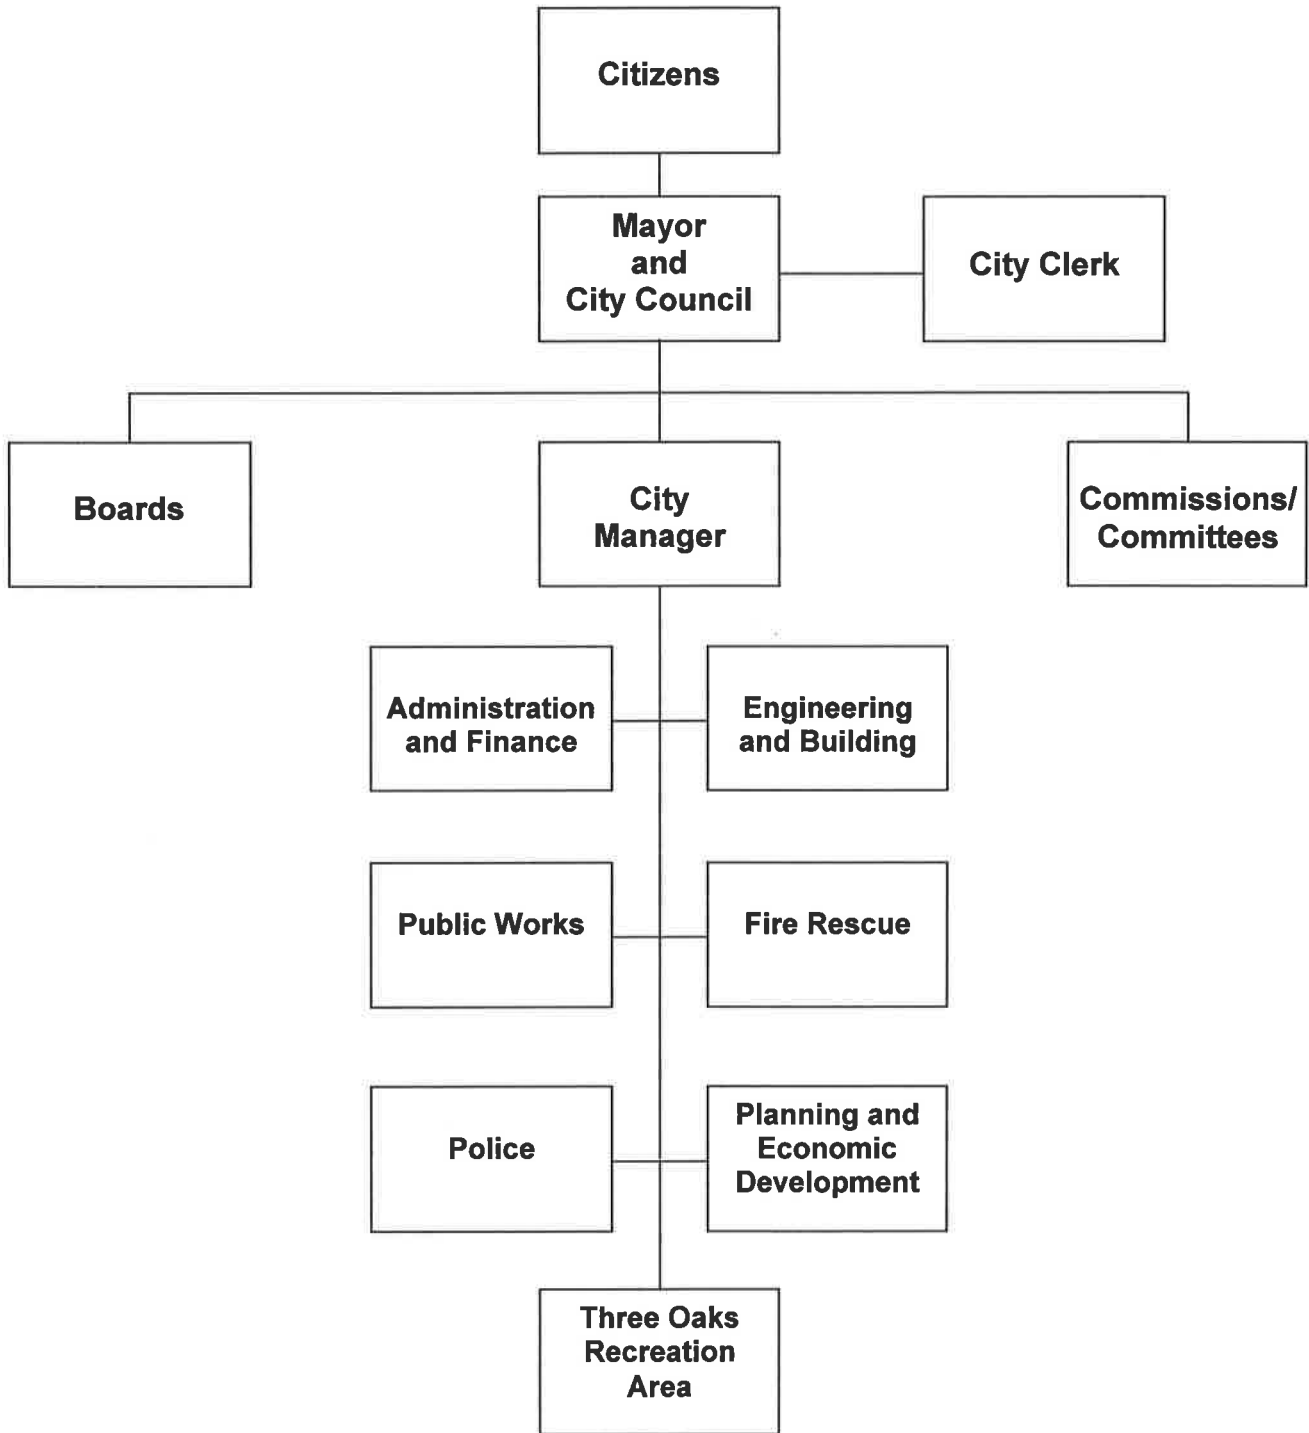 Citizens
Mayor
and
City Council
City Clerk
Boards
City
Manager
Commissions/
Committees
Administration
and Finance
Engineering
and Building
Public Works
Fire Rescue
Police
Planning and
Economic
Development
Three Oaks
Recreation
Area